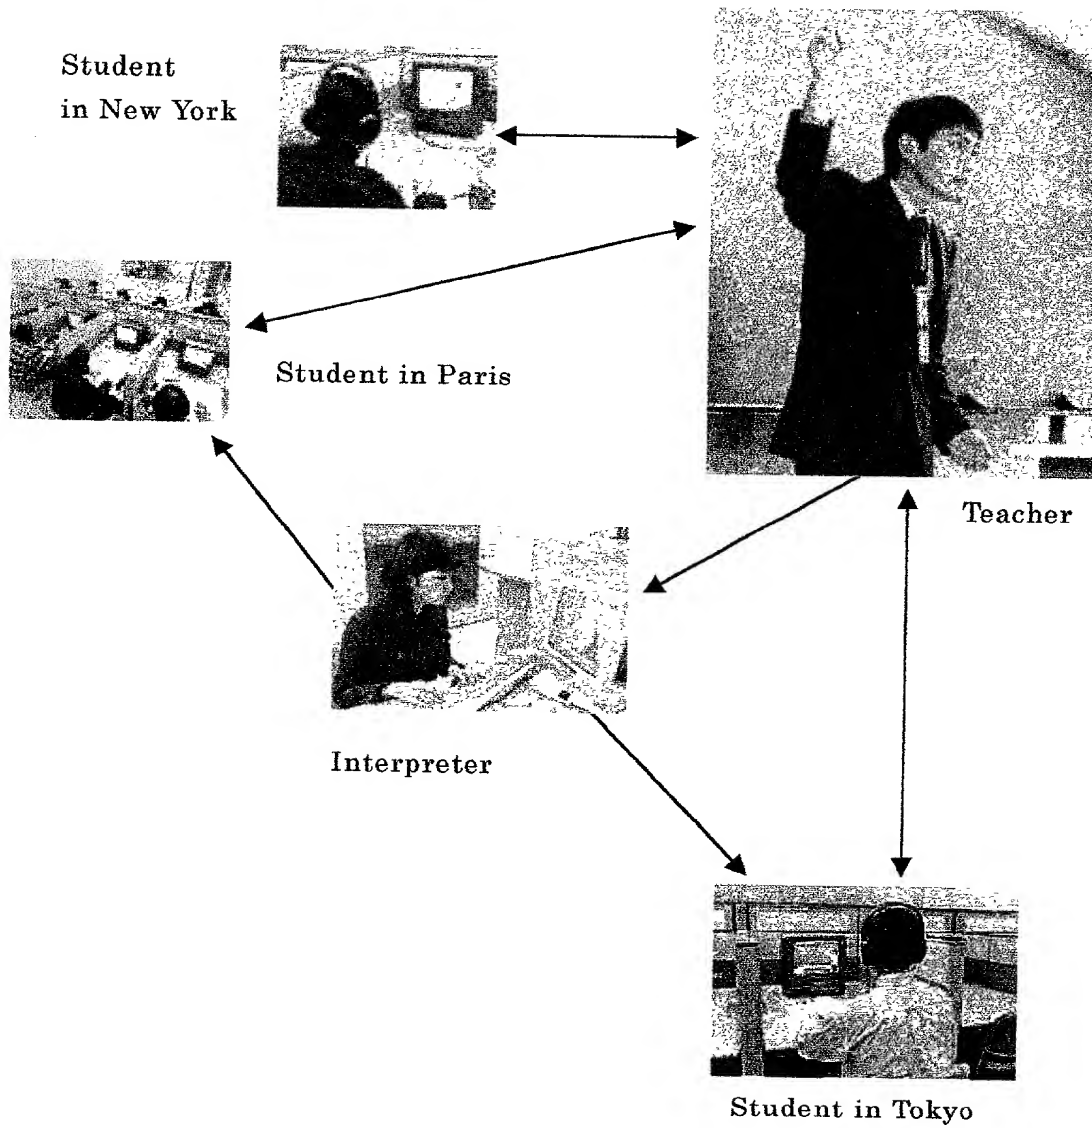 Student
in New York
Student in Paris
Teacher
Interpreter
Student in Tokyo